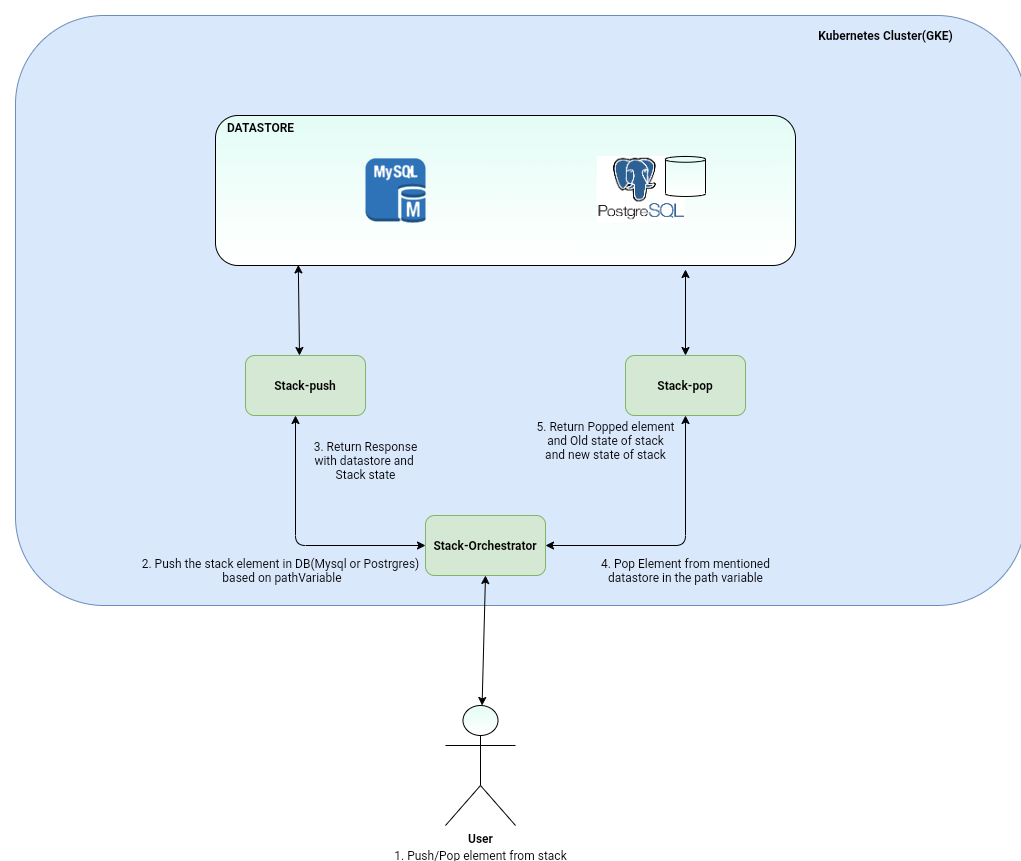 Kubernetes Cluster(GKE)
DATASTORE
MySQL
M
PostgreSQL
Stack-push
Stack-pop
5. Return Popped element
and Old state of stack
and new state of stack
3. Return Response
with datastore and
Stack state
Stack-Orchestrator
2. Push the stack element in DB(Mysql or Postrgres)
based on pathVariable
4. Pop Element from mentioned
datastore in the path variable
User
1. Push/Pop element from stack